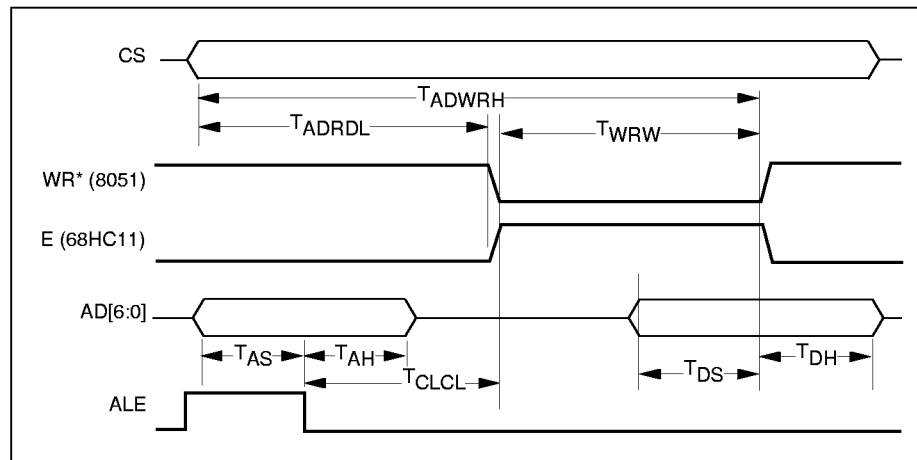 CS
TADWRH
TADRDL
TWRW
WR* (8051)
E (68HC11)
AD[6:0]
TAS
TAH
TCLCL
TDS
TDH
ALE